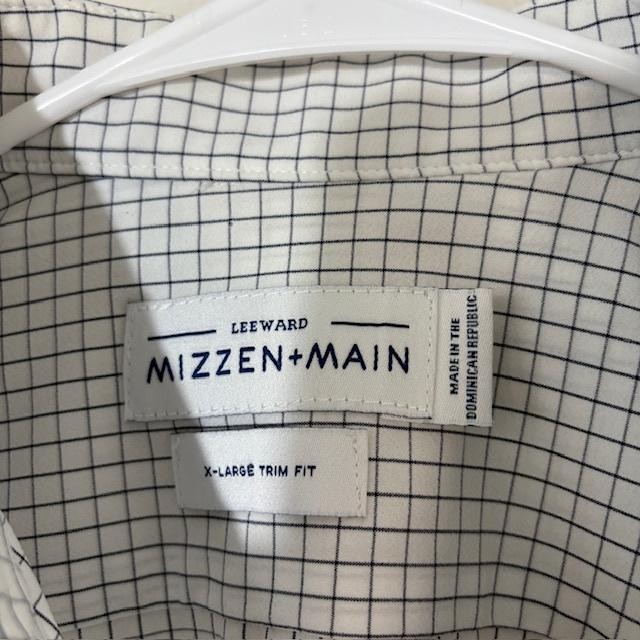 LEEWARD
MIZZEN+MAIN
MADE IN THE
DOMINICAN REPUBLIC
X-LARGE TRIM FIT